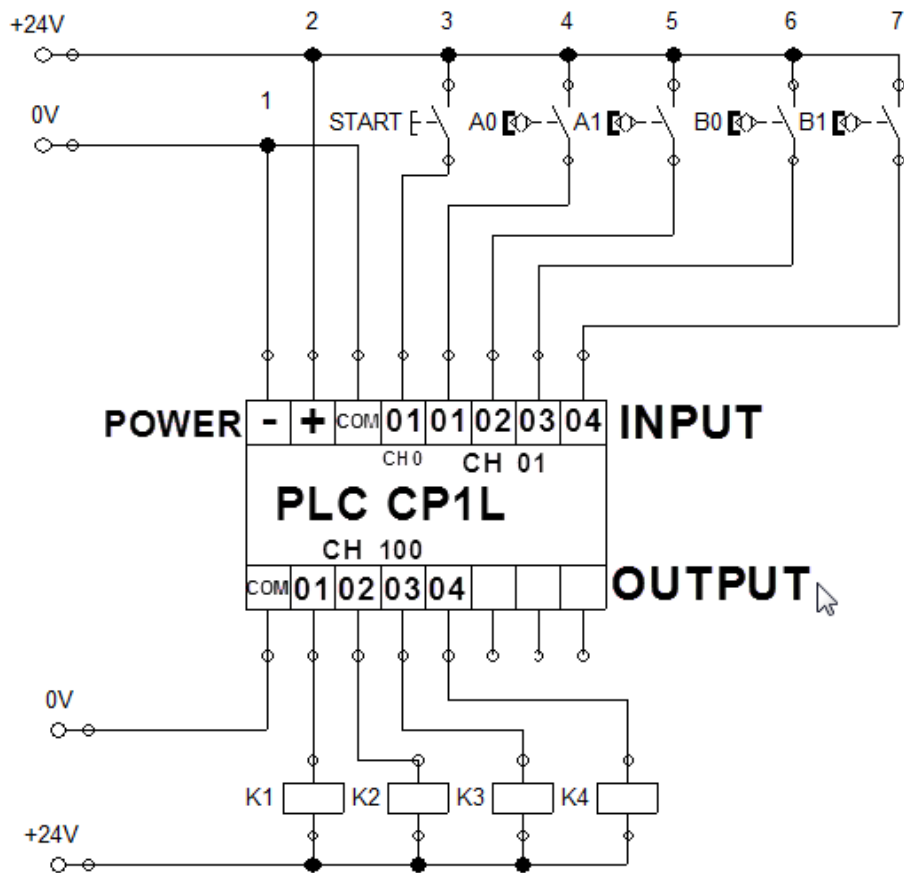 +24V 2 3 4 5 6 7
0V 1 START A0 A1 B0 B1
POWER - + COM 01 01 02 03 04 INPUT
CH 0 CH 01
PLC CP1L
CH 100
COM 01 02 03 04 OUTPUT
0V
K1 K2 K3 K4
+24V